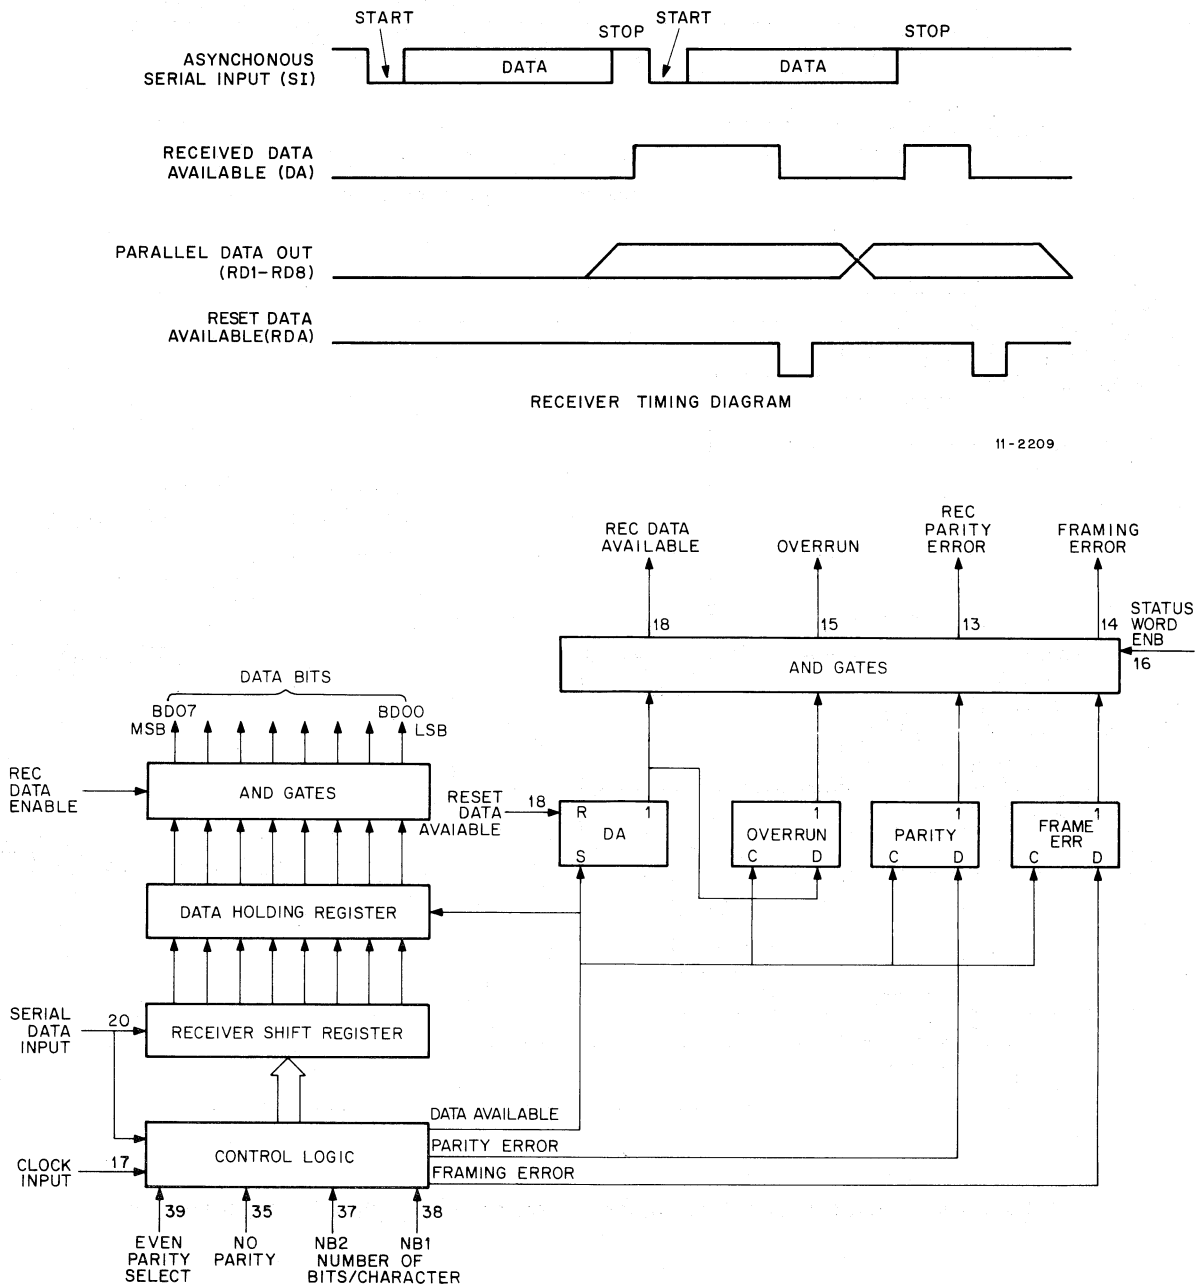 START
STOP
START
STOP
ASYNCHONOUS
SERIAL INPUT (SI)
DATA
DATA
RECEIVED DATA
AVAILABLE (DA)
PARALLEL DATA OUT
(RD1-RD8)
RESET DATA
AVAILABLE(RDA)
RECEIVER TIMING DIAGRAM
11-2209
REC DATA
AVAILABLE
OVERRUN
REC
PARITY
ERROR
FRAMING
ERROR
18
15
13
14
STATUS
WORD
ENB
16
AND GATES
DATA BITS
BD07
BD00
MSB
LSB
REC
DATA
ENABLE
AND GATES
RESET
DATA
AVAIABLE
18
R
1
DA
S
1
OVERRUN
C
D
1
PARITY
C
D
1
FRAME
ERR
C
D
DATA HOLDING REGISTER
SERIAL
DATA
INPUT
20
RECEIVER SHIFT REGISTER
DATA AVAILABLE
PARITY ERROR
FRAMING ERROR
CONTROL LOGIC
CLOCK
INPUT
17
39
35
37
38
EVEN
PARITY
SELECT
NO
PARITY
NB2
NB1
NUMBER OF
BITS/CHARACTER